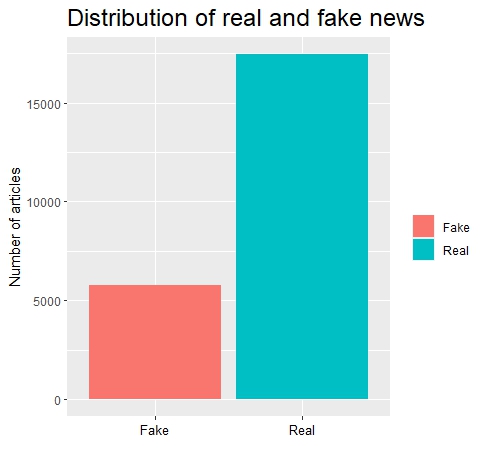 Distribution of real and fake news
Number of articles
15000
10000
5000
0
Fake
Real
Fake
Real